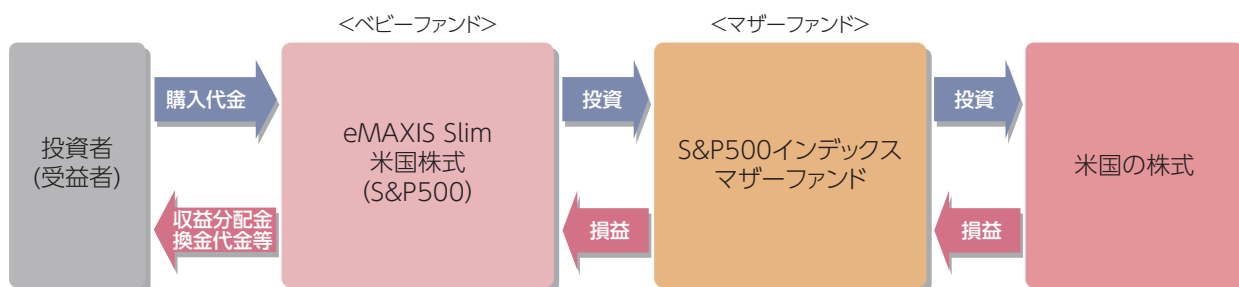 <ベビーファンド>
<マザーファンド>
投資者
(受益者)
購入代金
収益分配金
換金代金等
eMAXIS Slim
米国株式
(S&P500)
投資
損益
S&P500インデックス
マザーファンド
投資
損益
米国の株式